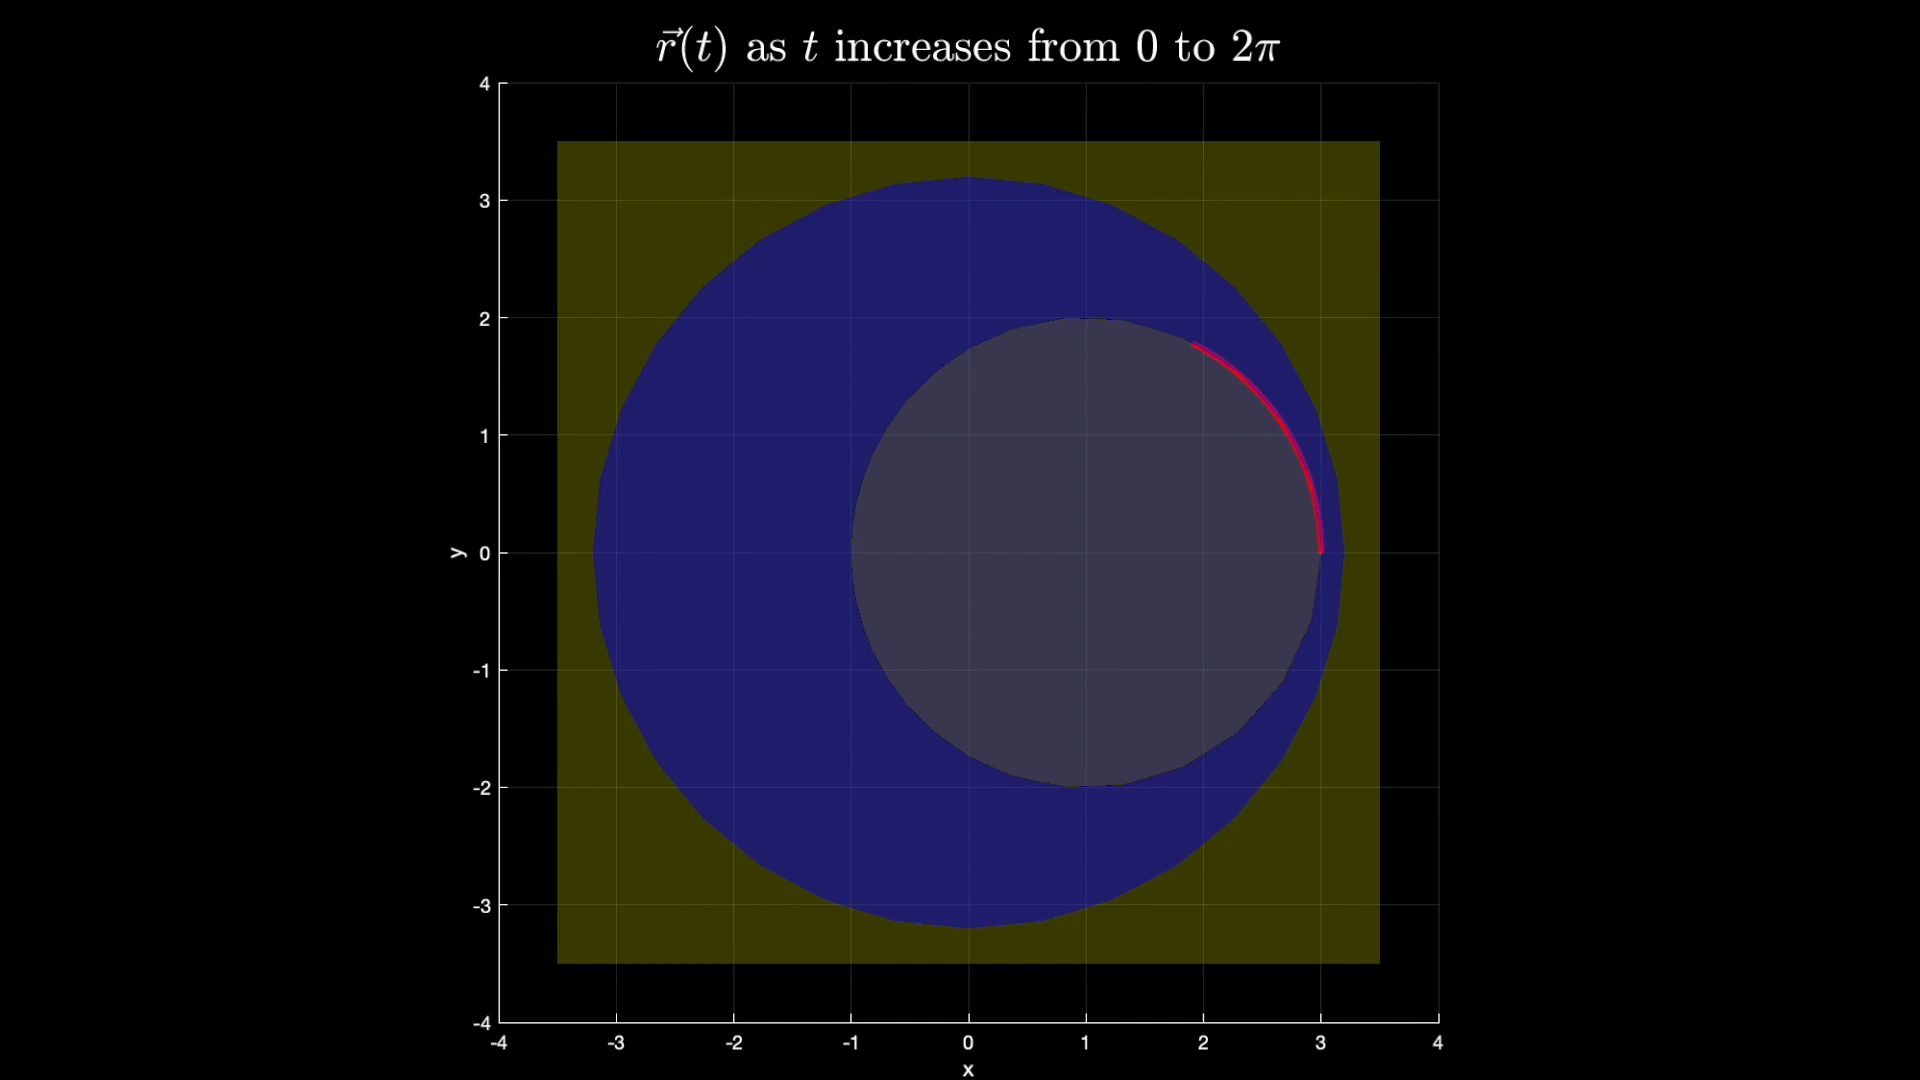 r⃗(t) as t increases from 0 to 2π
4
3
2
1
y 0
-1
-2
-3
-4
-4 -3 -2 -1 0 1 2 3 4
x